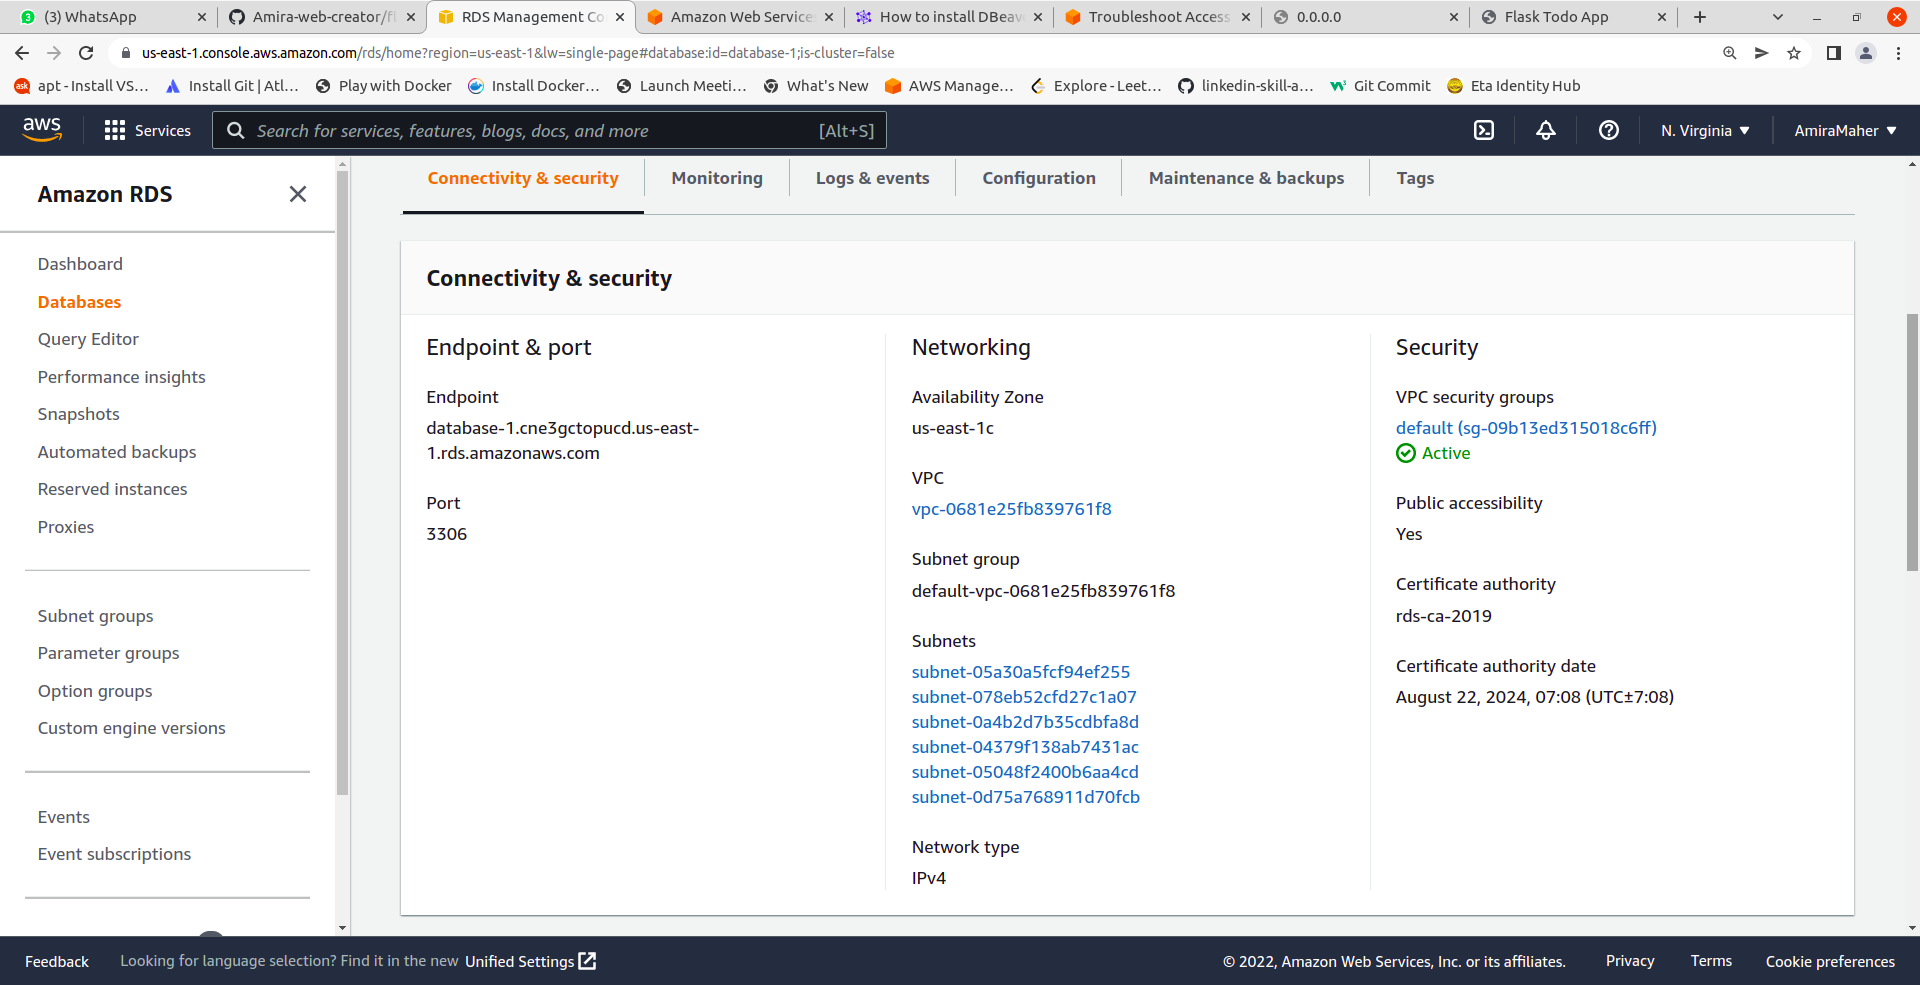 (3) WhatsApp
Amira-web-creator/fl
RDS Management Co
Amazon Web Service
How to install DBeav
Troubleshoot Access
0.0.0.0
Flask Todo App
us-east-1.console.aws.amazon.com/rds/home?region=us-east-1&lw=single-page#database:id=database-1;is-cluster=false
apt - Install VS...
Install Git | Atl...
Play with Docker
Install Docker...
Launch Meeti...
What's New
AWS Manage...
Explore - Leet...
linkedin-skill-a...
Git Commit
Eta Identity Hub
aws
Services
Search for services, features, blogs, docs, and more
[Alt+S]
N. Virginia
AmiraMaher
Amazon RDS
Dashboard
Databases
Query Editor
Performance insights
Snapshots
Automated backups
Reserved instances
Proxies
Subnet groups
Parameter groups
Option groups
Custom engine versions
Events
Event subscriptions
Connectivity & security
Monitoring
Logs & events
Configuration
Maintenance & backups
Tags
Connectivity & security
Endpoint & port
Endpoint
database-1.cne3gctopucd.us-east-
1.rds.amazonaws.com
Port
3306
Networking
Availability Zone
us-east-1c
VPC
vpc-0681e25fb839761f8
Subnet group
default-vpc-0681e25fb839761f8
Subnets
subnet-05a30a5fcf94ef255
subnet-078eb52cfd27c1a07
subnet-0a4b2d7b35cdbfa8d
subnet-04379f138ab7431ac
subnet-05048f2400b6aa4cd
subnet-0d75a768911d70fcb
Network type
IPv4
Security
VPC security groups
default (sg-09b13ed315018c6ff)
Active
Public accessibility
Yes
Certificate authority
rds-ca-2019
Certificate authority date
August 22, 2024, 07:08 (UTC±7:08)
Feedback
Looking for language selection? Find it in the new Unified Settings
© 2022, Amazon Web Services, Inc. or its affiliates.
Privacy
Terms
Cookie preferences